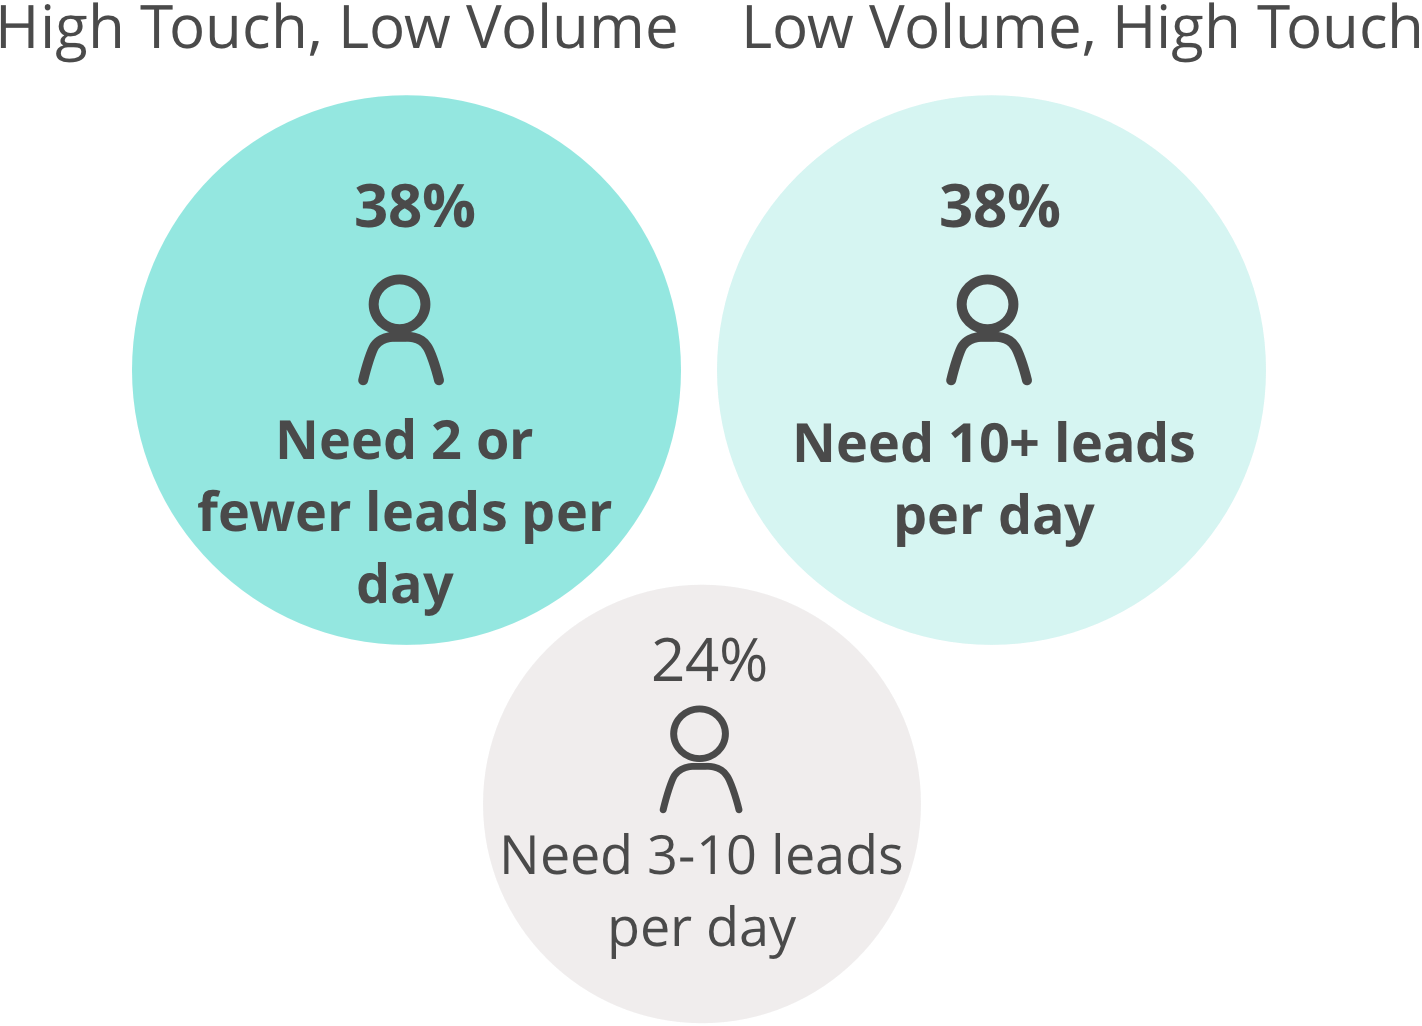 High Touch, Low Volume
Low Volume, High Touch
38%
Need 2 or
fewer leads per
day
38%
Need 10+ leads
per day
24%
Need 3-10 leads
per day